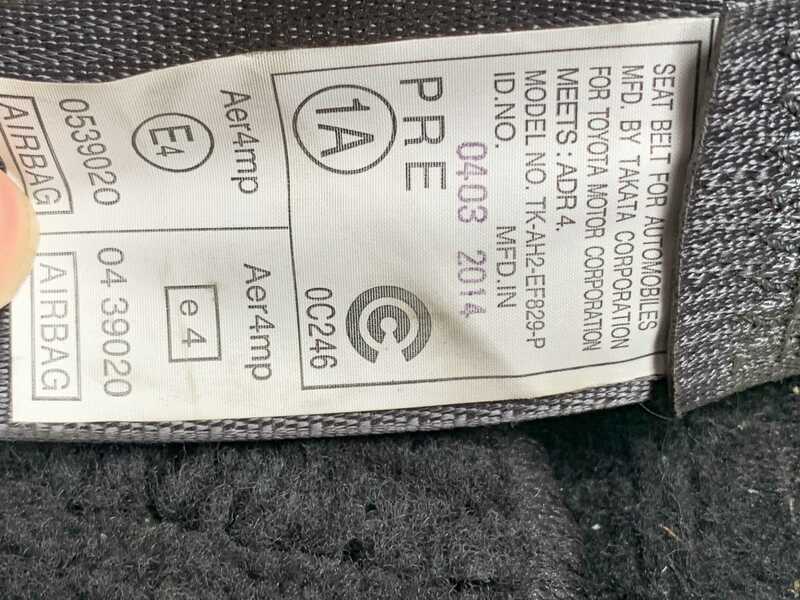 SEAT BELT FOR AUTOMOBILES
MFD. BY TAKATA CORPORATION
FOR TOYOTA MOTOR CORPORATION
MEETS : ADR 4.
MODEL NO. TK-AH2-EF829-P
ID.NO. MFD.IN
0403 2014
PRE
1A
C
0C246
Aer4mp
E4
0539020
AIRBAG
Aer4mp
e 4
04 39020
AIRBAG